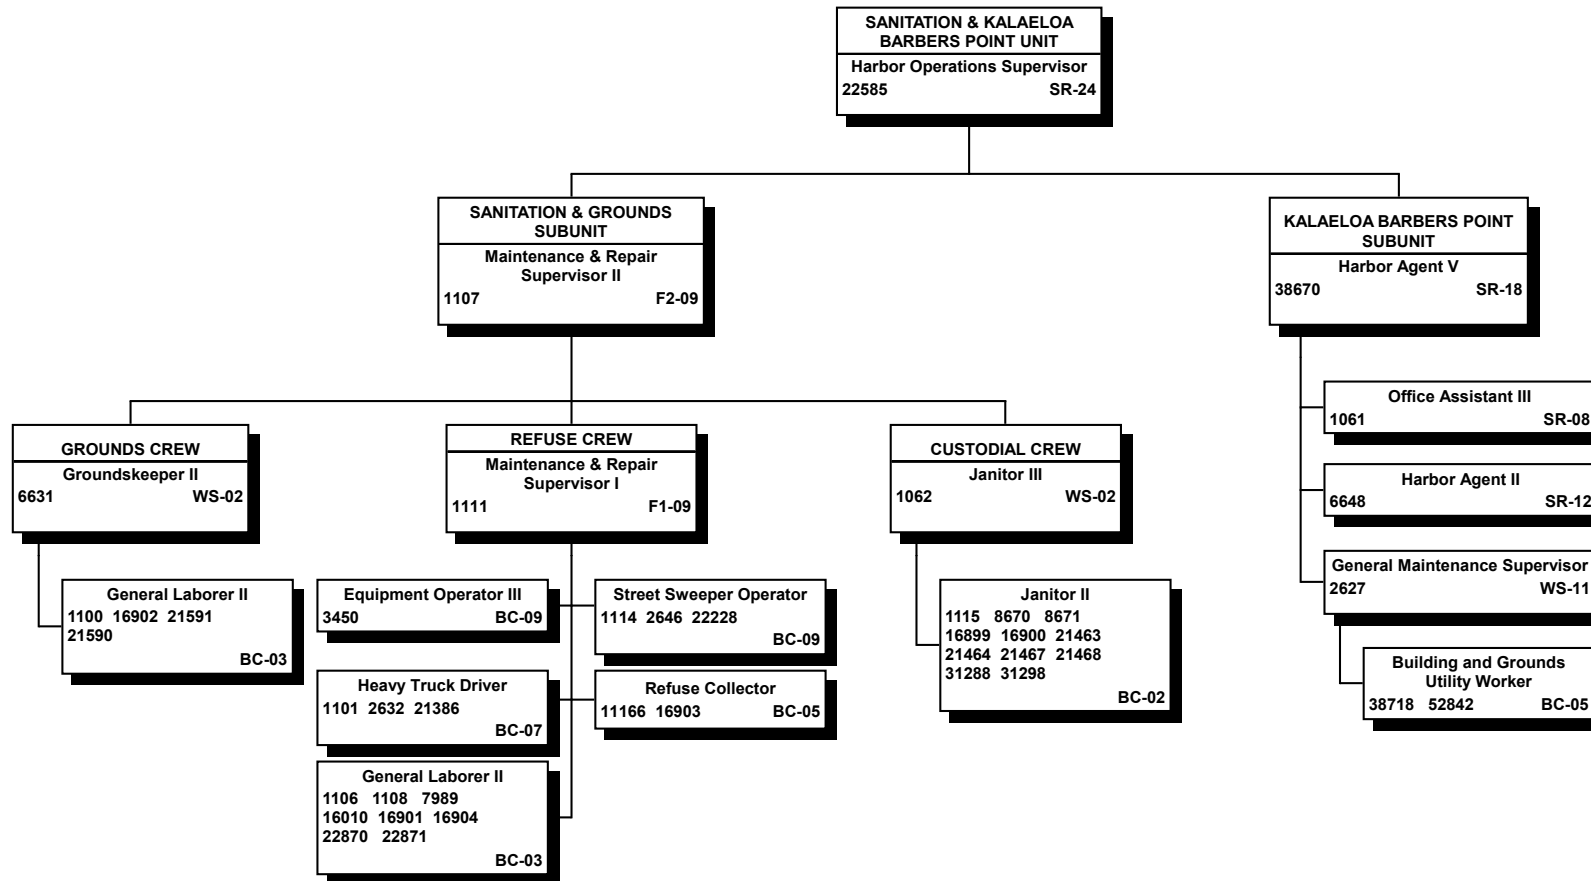 SANITATION & KALAELOA
BARBERS POINT UNIT
Harbor Operations Supervisor
22585 SR-24
SANITATION & GROUNDS
SUBUNIT
Maintenance & Repair
Supervisor II
1107 F2-09
KALAELOA BARBERS POINT
SUBUNIT
Harbor Agent V
38670 SR-18
GROUNDS CREW
Groundskeeper II
6631 WS-02
General Laborer II
1100 16902 21591
21590
BC-03
REFUSE CREW
Maintenance & Repair
Supervisor I
1111 F1-09
Equipment Operator III
3450 BC-09
Street Sweeper Operator
1114 2646 22228
BC-09
Heavy Truck Driver
1101 2632 21386
BC-07
Refuse Collector
11166 16903 BC-05
General Laborer II
1106 1108 7989
16010 16901 16904
22870 22871
BC-03
CUSTODIAL CREW
Janitor III
1062 WS-02
Janitor II
1115 8670 8671
16899 16900 21463
21464 21467 21468
31288 31298
BC-02
Office Assistant III
1061 SR-08
Harbor Agent II
6648 SR-12
General Maintenance Supervisor
2627 WS-11
Building and Grounds
Utility Worker
38718 52842 BC-05